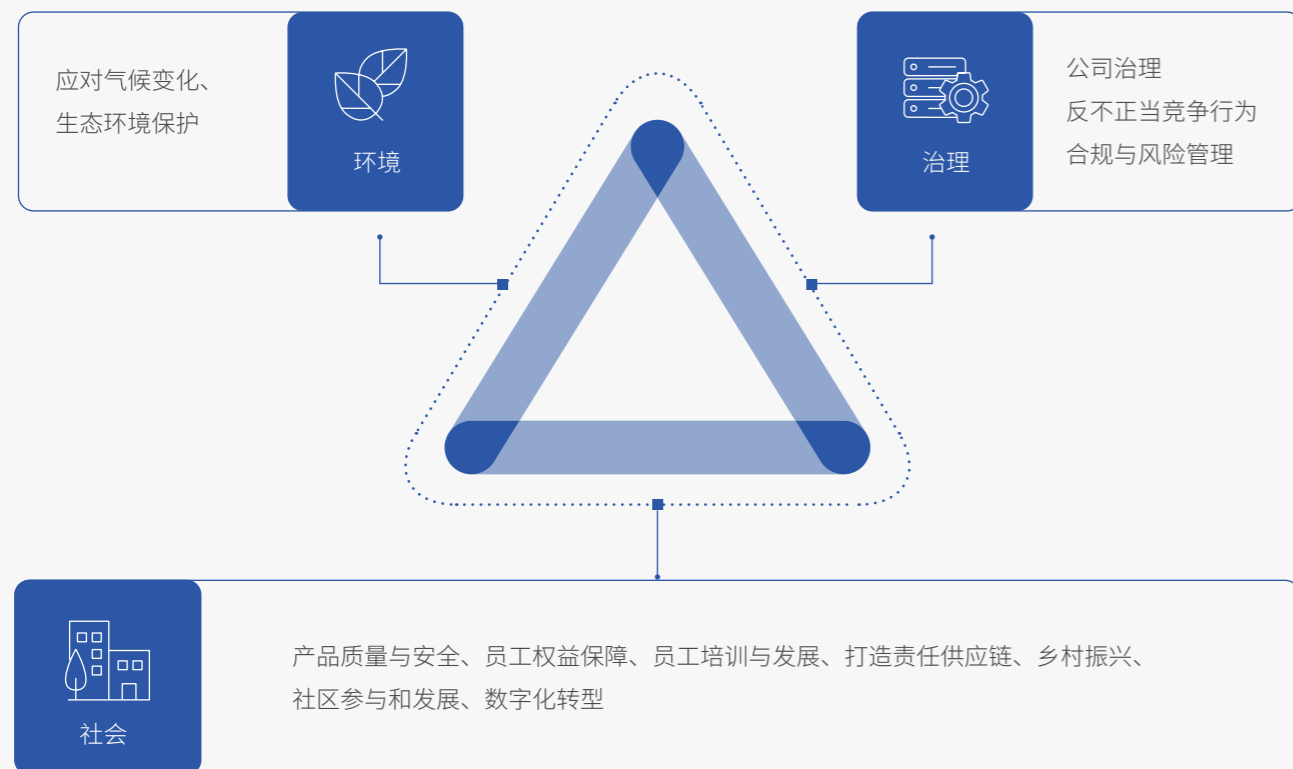 应对气候变化、
生态环境保护
环境
治理
公司治理
反不正当竞争行为
合规与风险管理
社会
产品质量与安全、员工权益保障、员工培训与发展、打造责任供应链、乡村振兴、
社区参与和发展、数字化转型